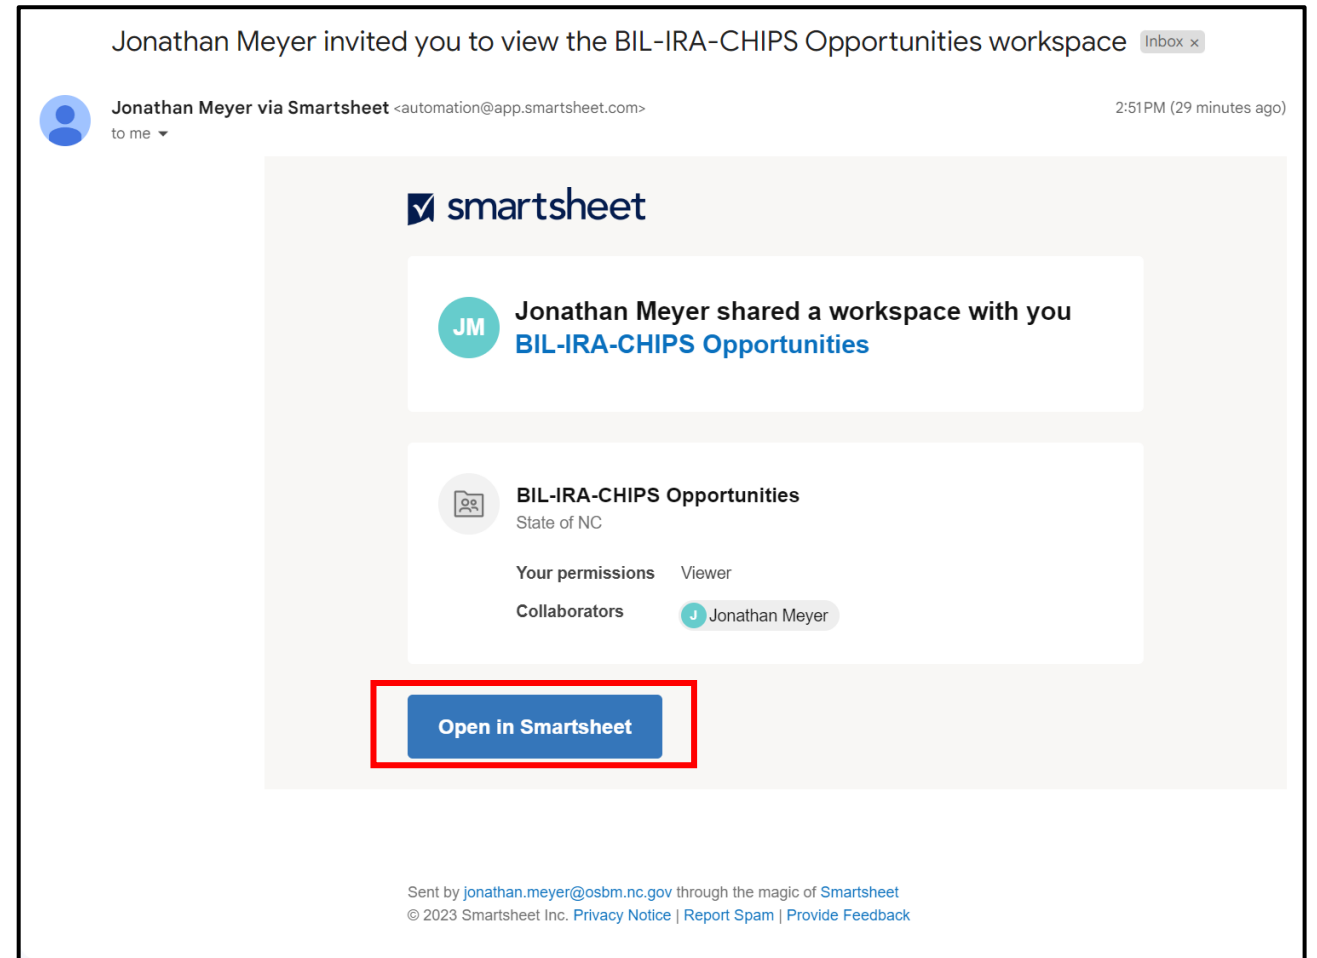 Jonathan Meyer invited you to view the BIL-IRA-CHIPS Opportunities workspace Inbox x
Jonathan Meyer via Smartsheet <automation@app.smartsheet.com> 2:51 PM (29 minutes ago)
to me
smartsheet
JM
Jonathan Meyer shared a workspace with you
BIL-IRA-CHIPS Opportunities
BIL-IRA-CHIPS Opportunities
State of NC
Your permissions Viewer
Collaborators J Jonathan Meyer
Open in Smartsheet
Sent by jonathan.meyer@osbm.nc.gov through the magic of Smartsheet
© 2023 Smartsheet Inc. Privacy Notice | Report Spam | Provide Feedback